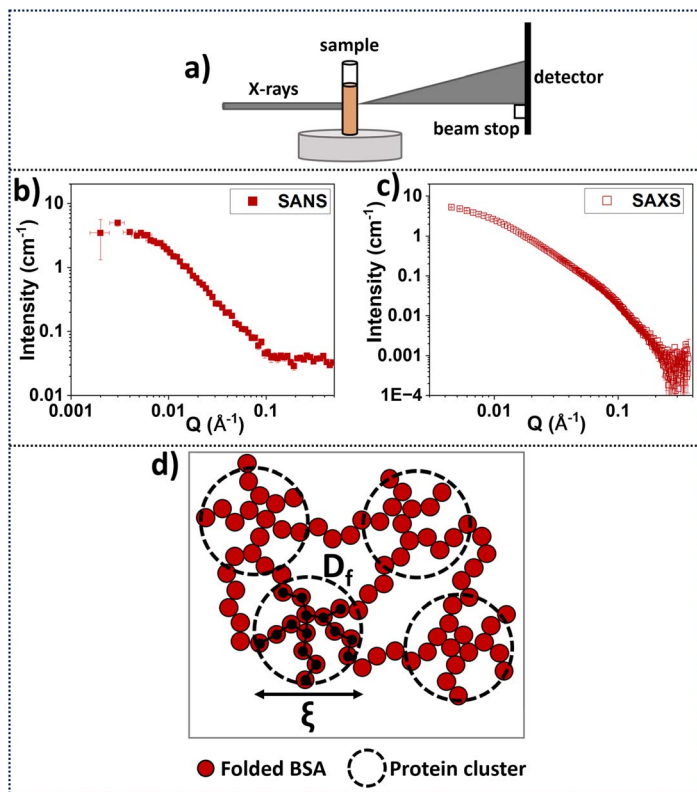 a)
sample
X-rays
detector
beam stop
b)
SANS
10
1
0.1
0.01
0.001
0.01
0.1
Intensity (cm⁻¹)
Q (Å⁻¹)
c)
SAXS
10
1
0.1
0.01
0.001
1E−4
0.01
0.1
Intensity (cm⁻¹)
Q (Å⁻¹)
d)
D_f
ξ
Folded BSA
Protein cluster